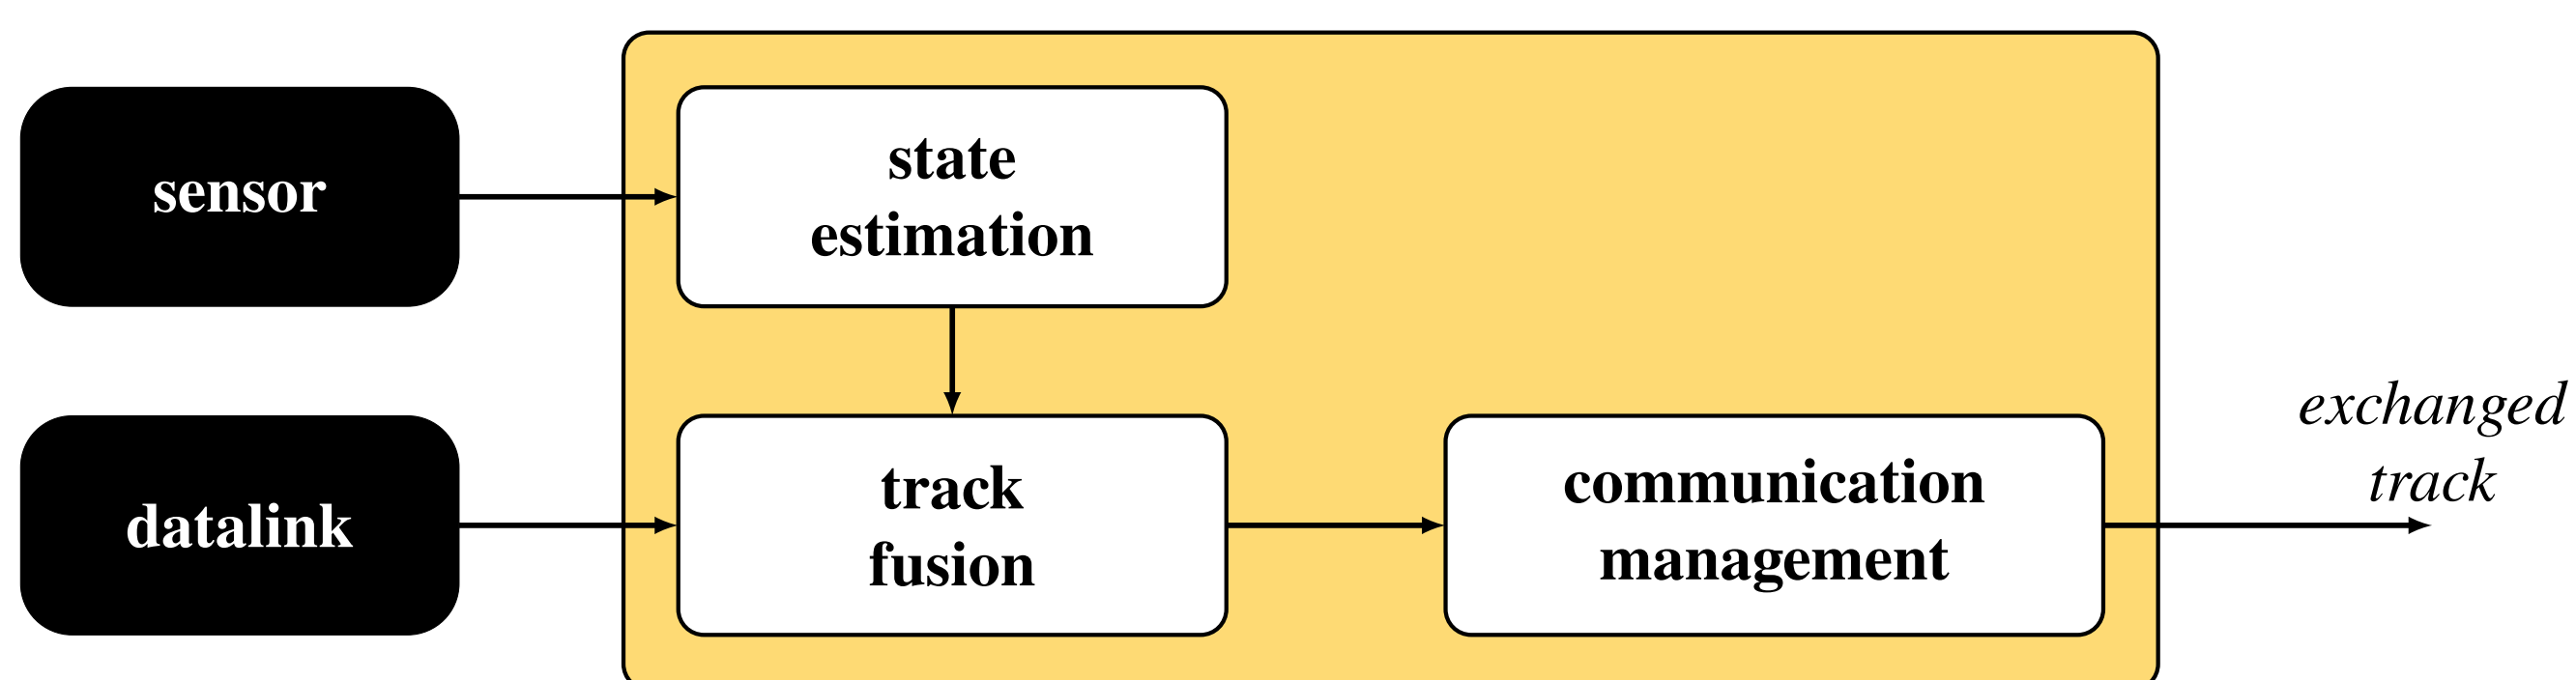 sensor
state
estimation
datalink
track
fusion
communication
management
exchanged
track